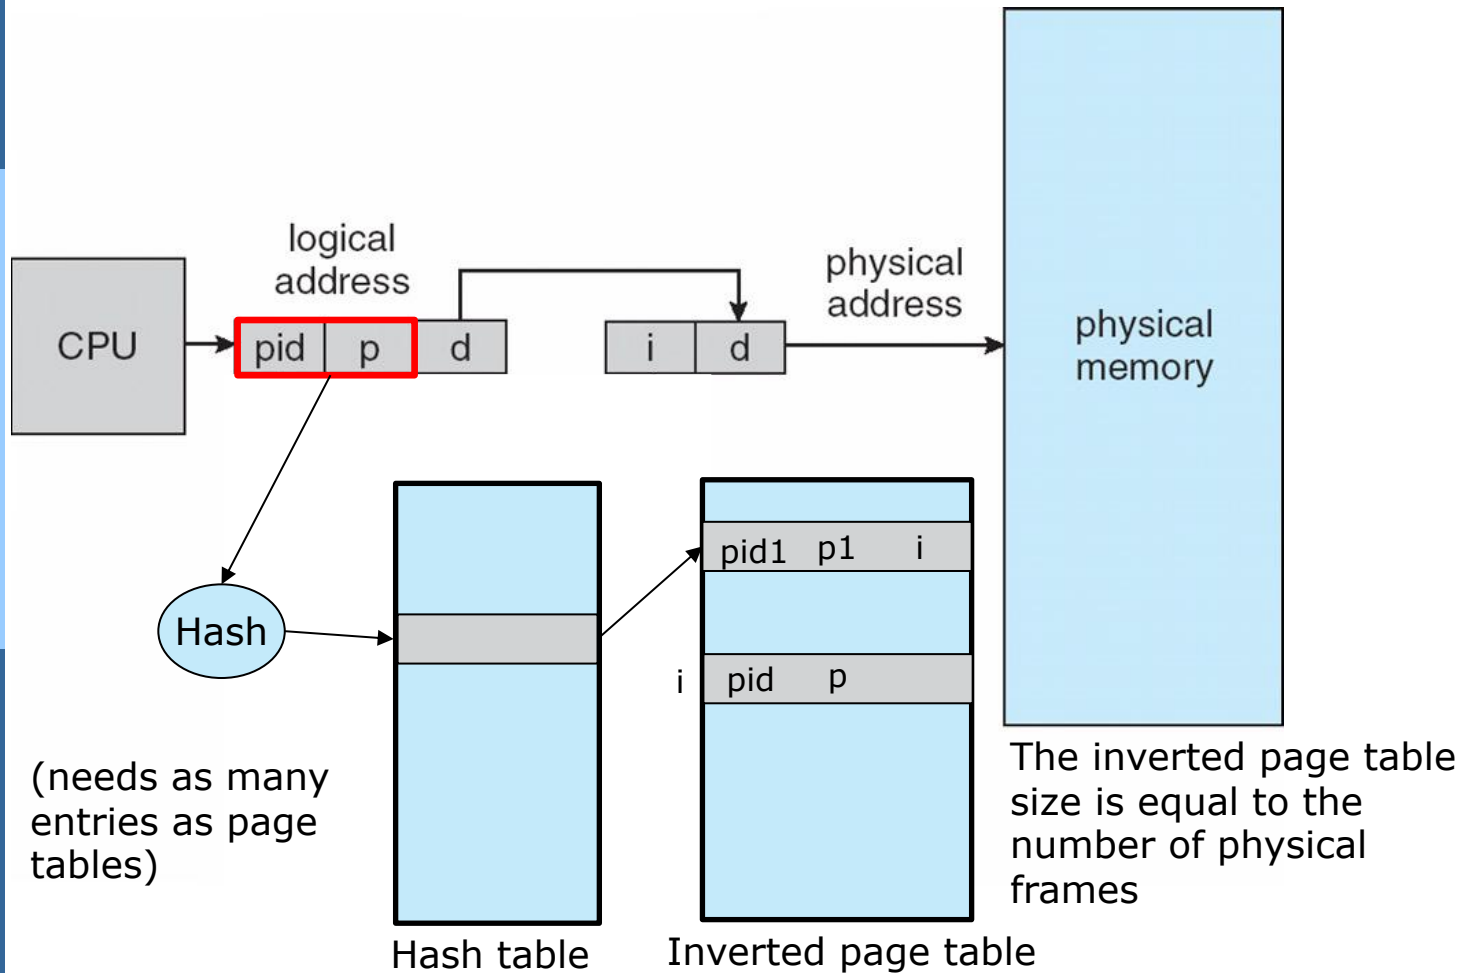 logical
address
physical
address
CPU
pid p d
i d
physical
memory
Hash
pid1 p1 i
i pid p
(needs as many
entries as page
tables)
The inverted page table
size is equal to the
number of physical
frames
Hash table
Inverted page table